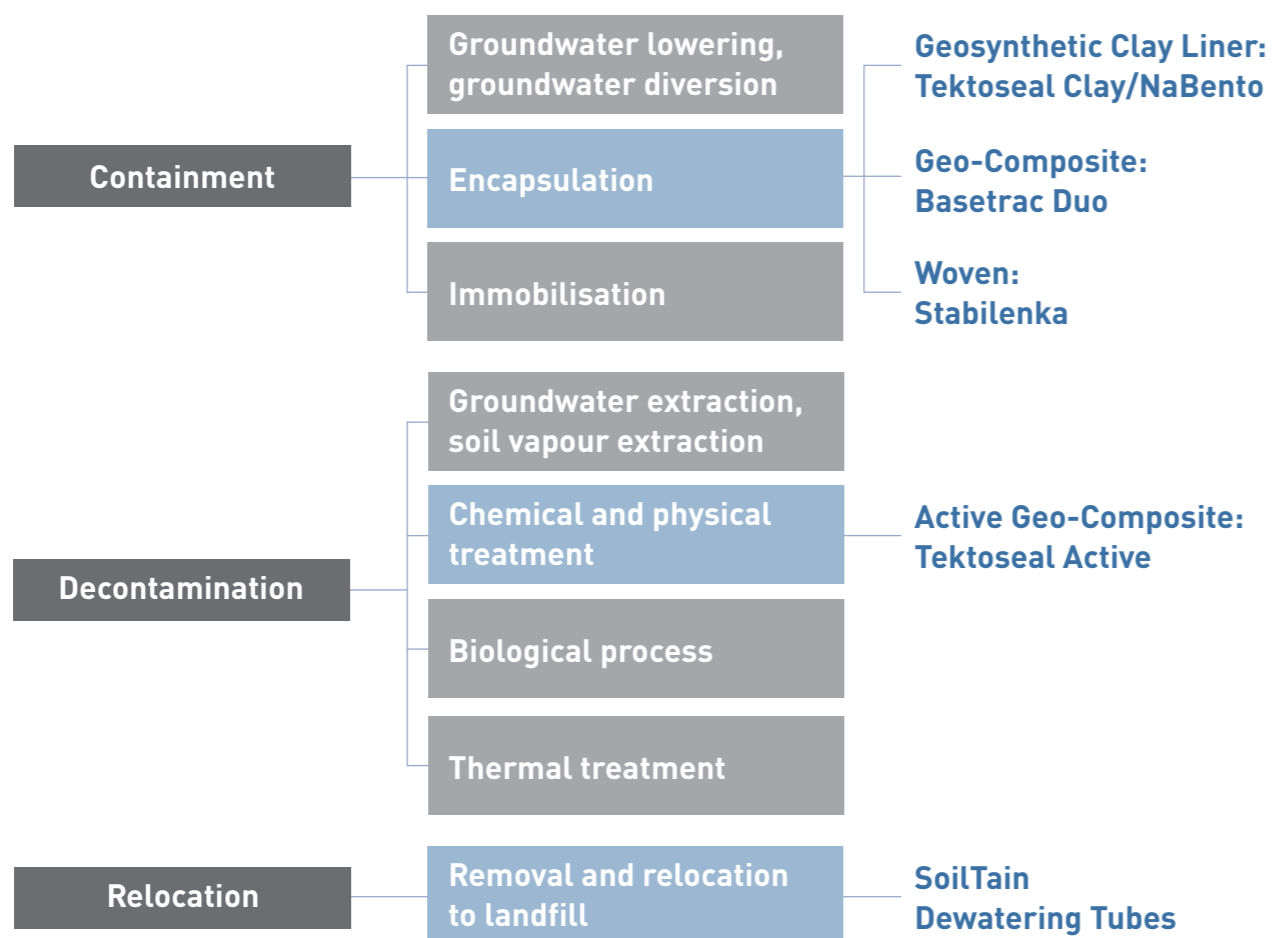 Containment
Groundwater lowering,
groundwater diversion
Encapsulation
Immobilisation
Geosynthetic Clay Liner:
Tektoseal Clay/NaBento
Geo-Composite:
Basetrac Duo
Woven:
Stabilenka
Decontamination
Groundwater extraction,
soil vapour extraction
Chemical and physical
treatment
Biological process
Thermal treatment
Active Geo-Composite:
Tektoseal Active
Relocation
Removal and relocation
to landfill
SoilTain
Dewatering Tubes